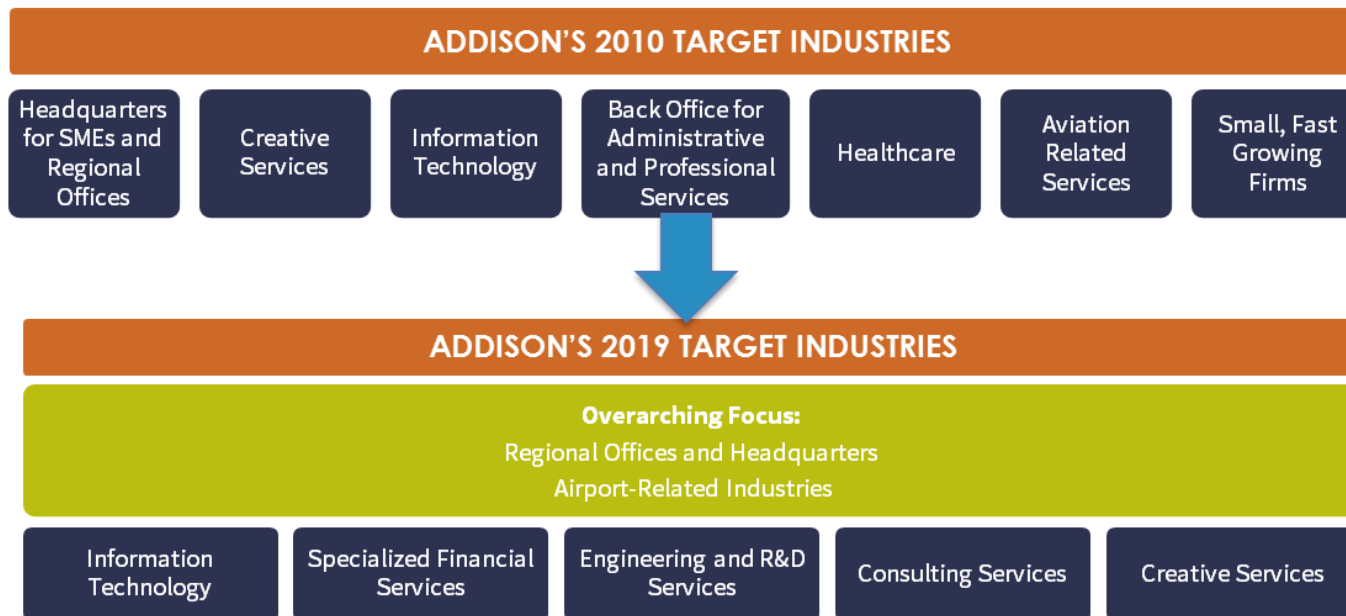 ADDISON'S 2010 TARGET INDUSTRIES
Headquarters
for SMEs and
Regional
Offices
Creative
Services
Information
Technology
Back Office for
Administrative
and Professional
Services
Healthcare
Aviation
Related
Services
Small, Fast
Growing
Firms
ADDISON'S 2019 TARGET INDUSTRIES
Overarching Focus:
Regional Offices and Headquarters
Airport-Related Industries
Information
Technology
Specialized Financial
Services
Engineering and R&D
Services
Consulting Services
Creative Services